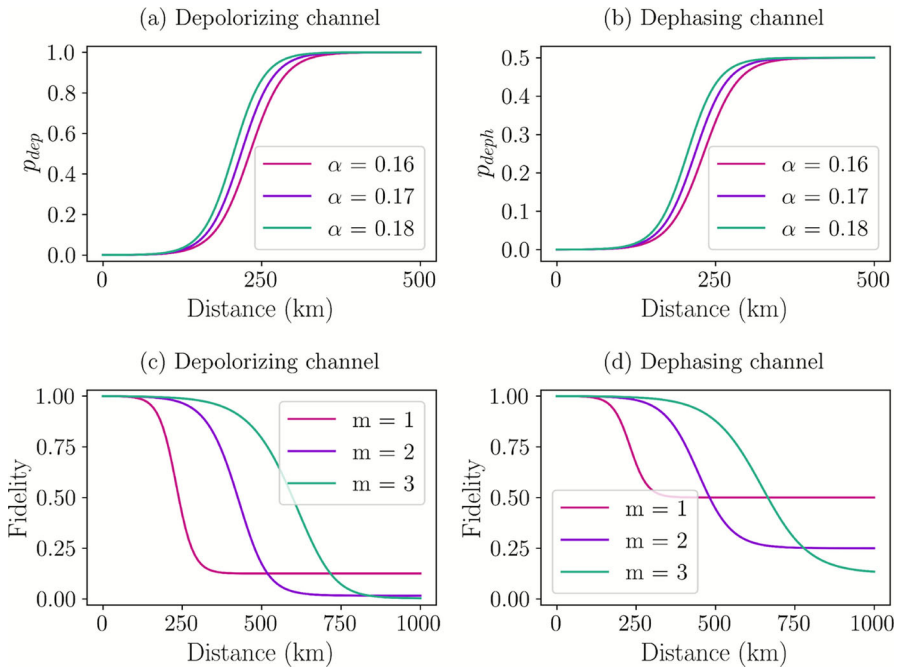 (a) Depolorizing channel
1.0
0.8
0.6
0.4
0.2
0.0
p_dep
α = 0.16
α = 0.17
α = 0.18
0 250 500
Distance (km)
(b) Dephasing channel
0.5
0.4
0.3
0.2
0.1
0.0
p_deph
α = 0.16
α = 0.17
α = 0.18
0 250 500
Distance (km)
(c) Depolorizing channel
1.00
0.75
0.50
0.25
0.00
Fidelity
m = 1
m = 2
m = 3
0 250 500 750 1000
Distance (km)
(d) Dephasing channel
1.00
0.75
0.50
0.25
0.00
Fidelity
m = 1
m = 2
m = 3
0 250 500 750 1000
Distance (km)